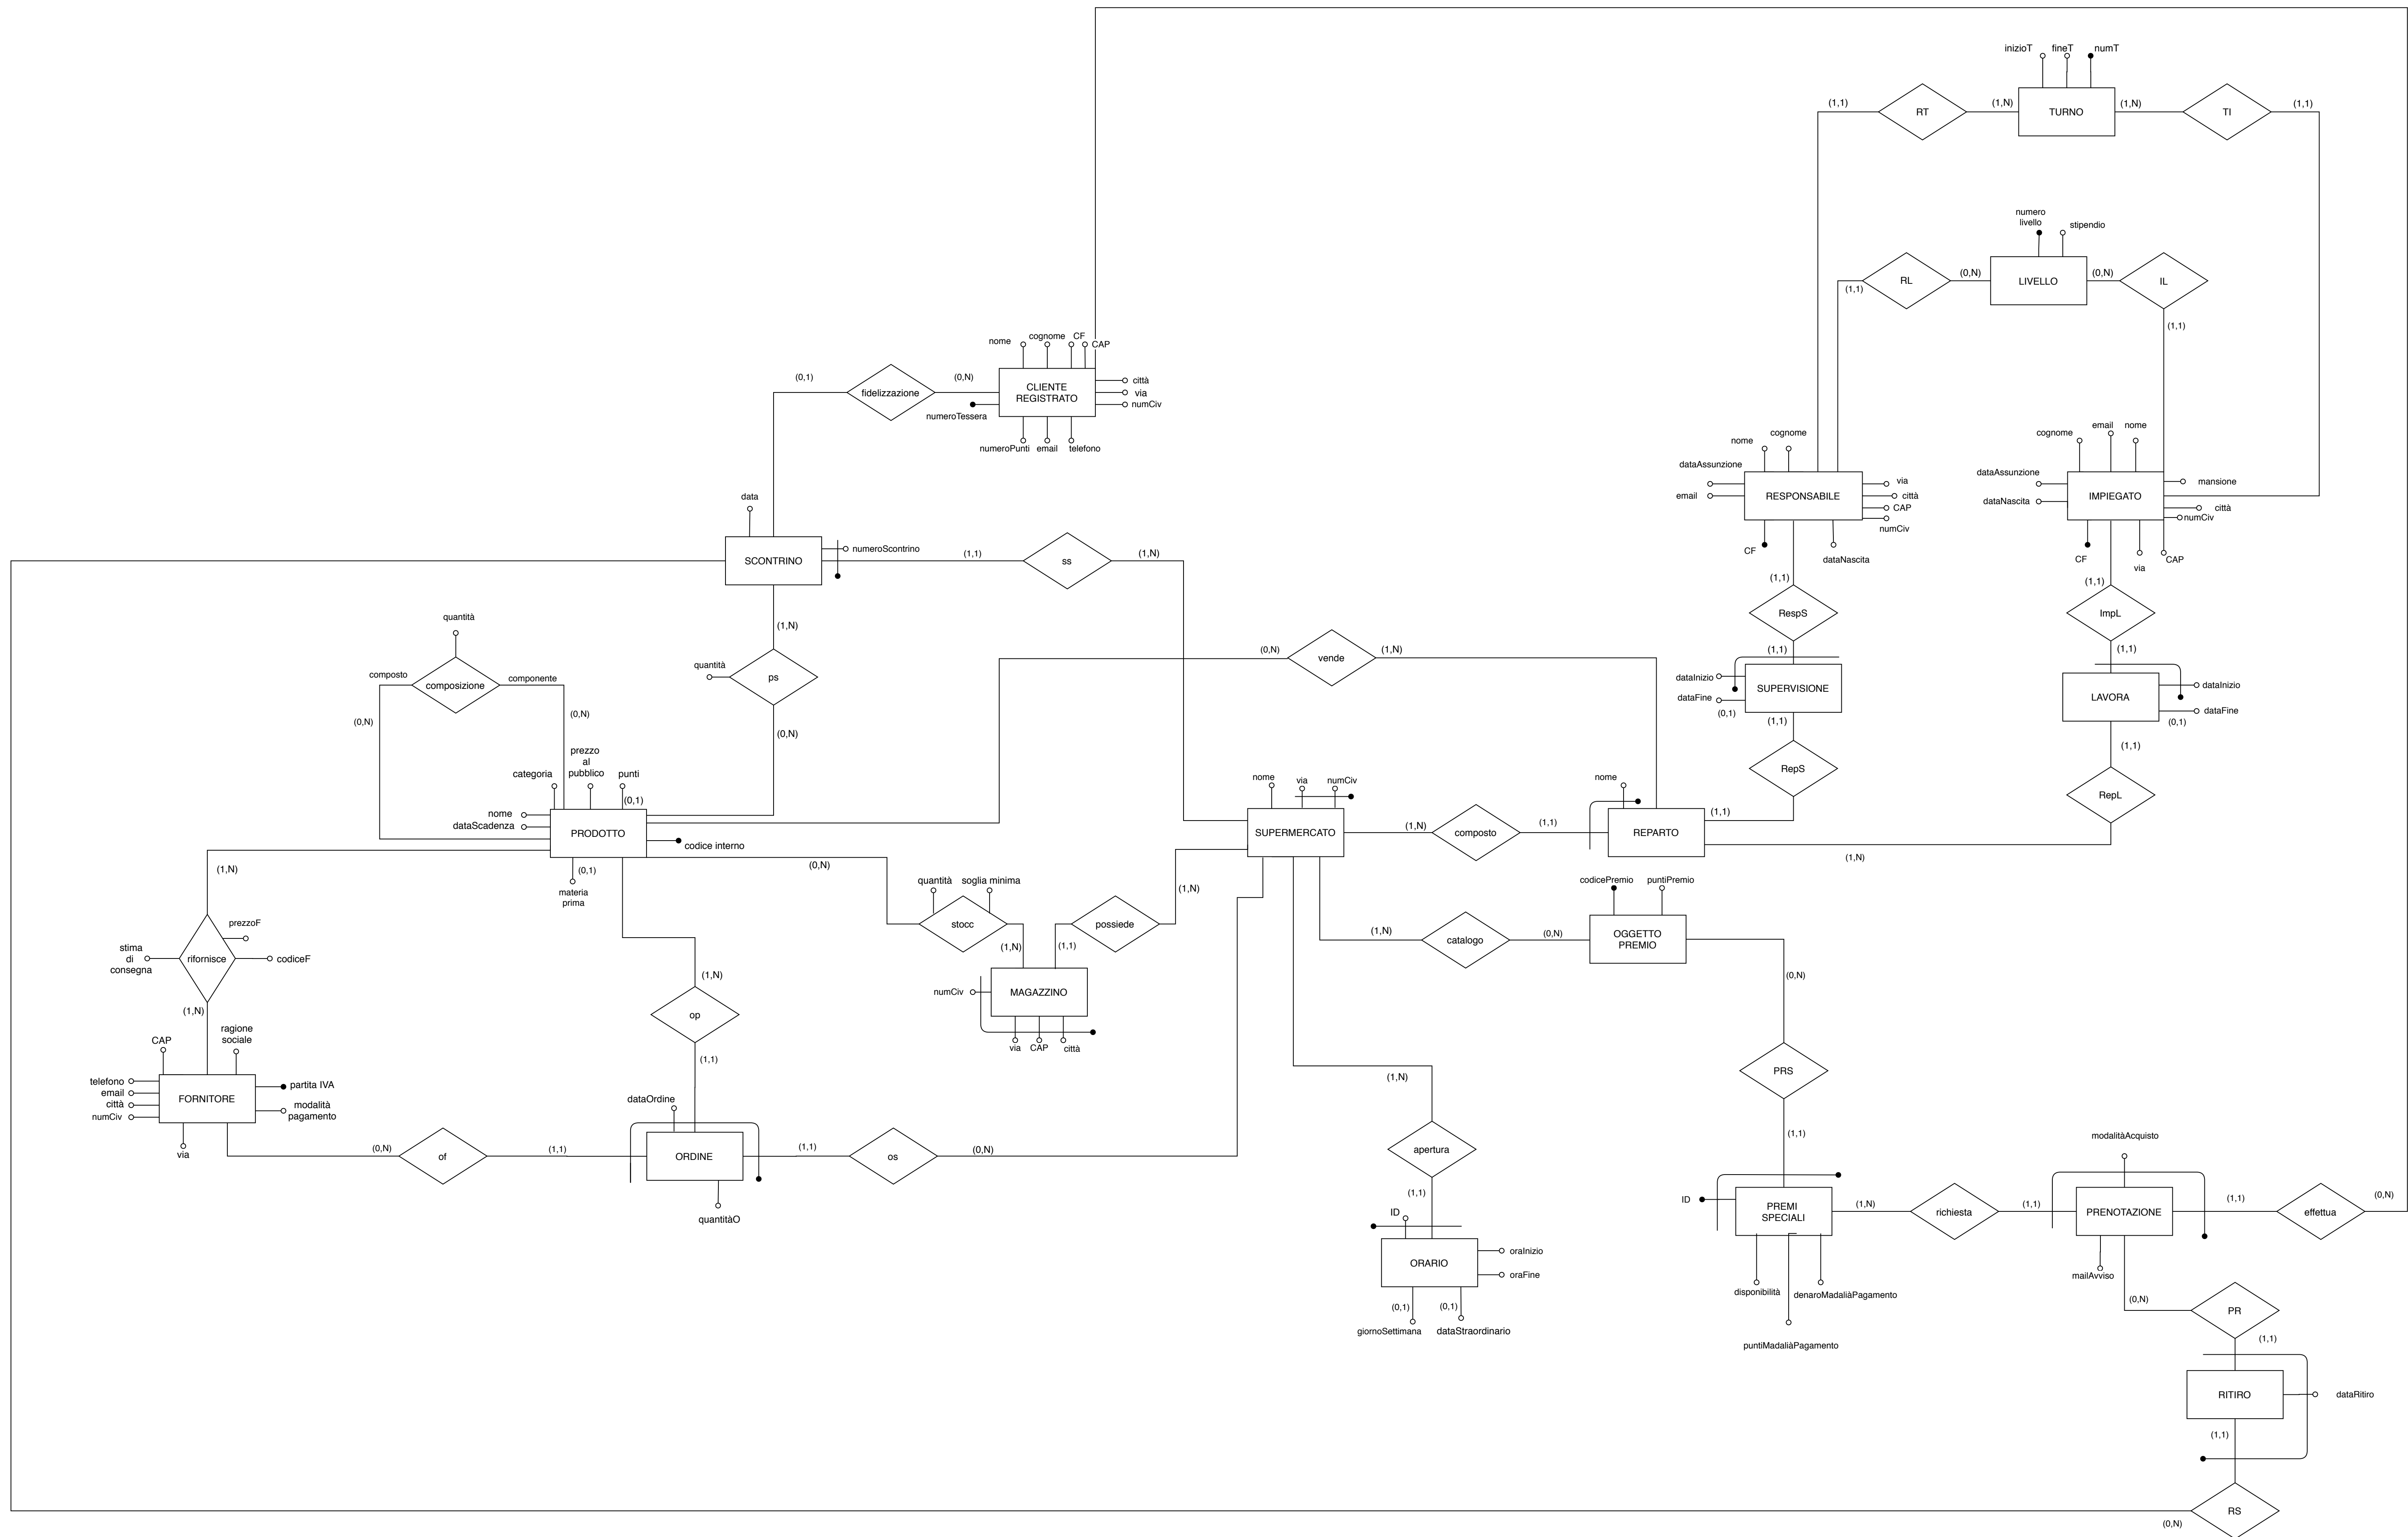 inizioT fineT numT
(1,1) RT (1,N) TURNO (1,N) TI (1,1)
numero
livello
stipendio
RL (0,N) LIVELLO (0,N) IL
(1,1)
(1,1)
nome cognome CF CAP
(0,1) fidelizzazione (0,N)
CLIENTE
REGISTRATO
città
via
numCiv
numeroTessera
numeroPunti email telefono
nome cognome
dataAssunzione
email
RESPONSABILE
via
città
CAP
numCiv
CF
dataNascita
cognome email nome
dataAssunzione
dataNascita
IMPIEGATO
mansione
città
numCiv
CF
via
CAP
data
SCONTRINO
numeroScontrino
(1,1) ss (1,N)
(1,1)
RespS
(1,1)
(1,1)
ImpL
(1,1)
quantità
composto composizione componente
(0,N)
(0,N)
(1,N)
quantità
ps
(0,N)
(0,N) vende (1,N)
dataInizio
dataFine
(0,1)
SUPERVISIONE
(1,1)
RepS
(1,1)
LAVORA
dataInizio
dataFine
(0,1)
(1,1)
RepL
(1,N)
categoria
prezzo
al
pubblico
punti
(0,1)
nome
dataScadenza
PRODOTTO
codice interno
(0,1)
materia
prima
(0,N)
nome via numCiv
SUPERMERCATO
(1,N) composto (1,1)
nome
REPARTO
(1,N)
prezzoF
stima
di
consegna
rifornisce
codiceF
(1,N)
quantità soglia minima
stocc
(1,N)
possiede
(1,N)
(1,1)
numCiv
MAGAZZINO
via CAP città
(1,N) catalogo (0,N)
codicePremio puntiPremio
OGGETTO
PREMIO
(0,N)
PRS
(1,1)
(1,N)
op
(1,1)
CAP
ragione
sociale
telefono
email
città
numCiv
FORNITORE
partita IVA
modalità
pagamento
via
(0,N) of (1,1)
dataOrdine
ORDINE
quantitàO
(1,1) os (0,N)
(1,N)
apertura
(1,1)
ID
ORARIO
oraInizio
oraFine
(0,1)
(0,1)
giornoSettimana dataStraordinario
ID
PREMI
SPECIALI
disponibilità
denaroMadaliàPagamento
puntiMadaliàPagamento
(1,N) richiesta (1,1)
modalitàAcquisto
PRENOTAZIONE
mailAvviso
(1,1) effettua (0,N)
(0,N)
PR
(1,1)
RITIRO
dataRitiro
(1,1)
RS
(0,N)